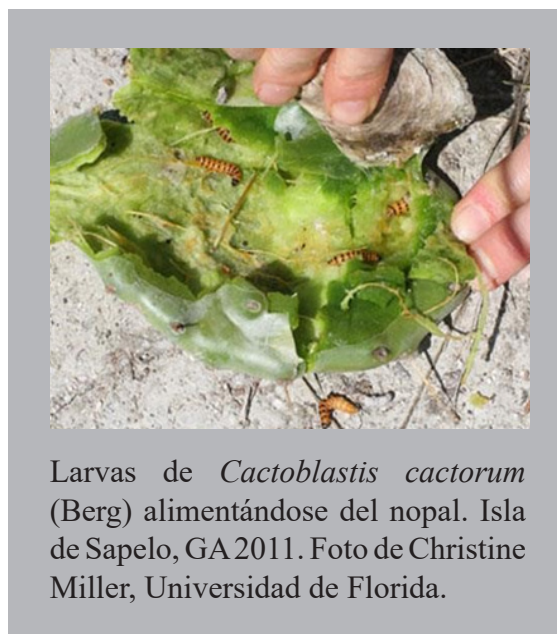 Larvas de Cactoblastis cactorum
(Berg) alimentándose del nopal. Isla
de Sapelo, GA 2011. Foto de Christine
Miller, Universidad de Florida.